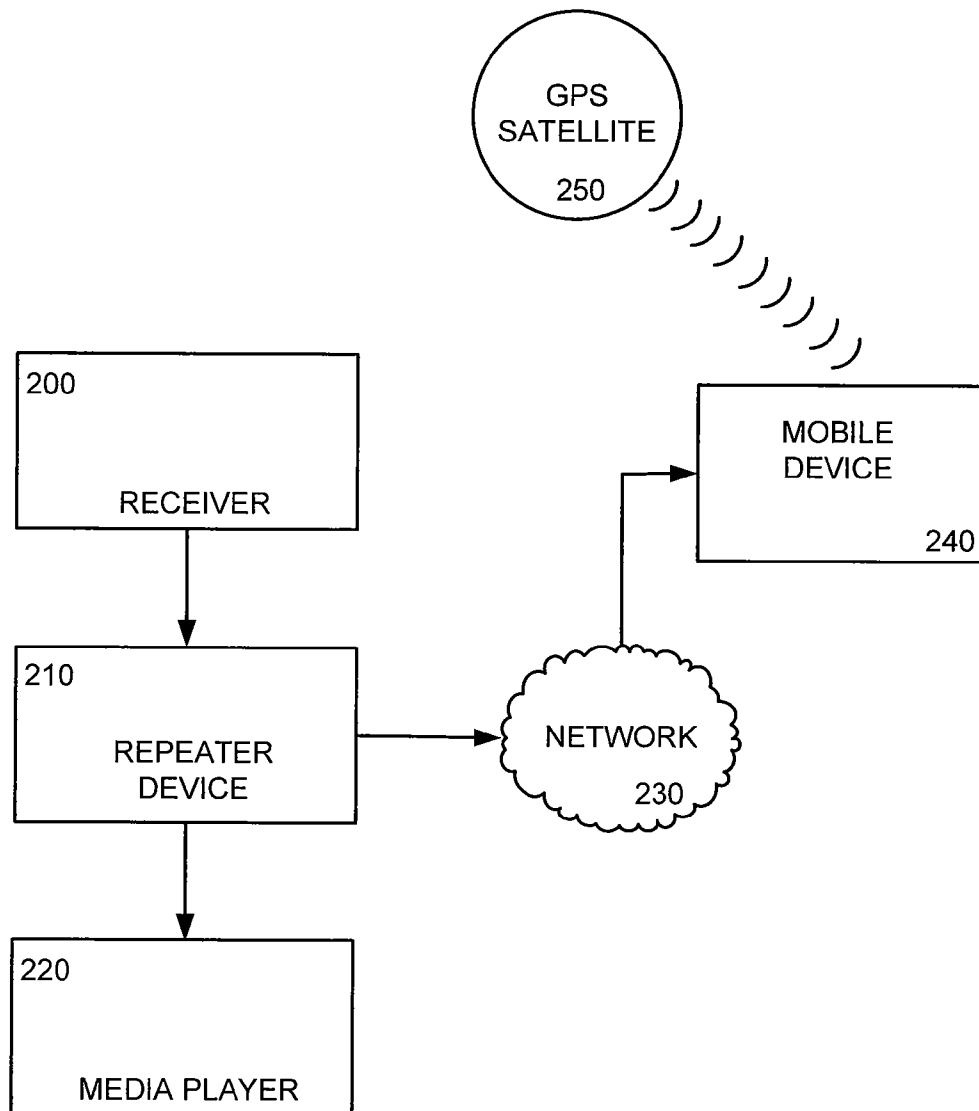 GPS
SATELLITE
250
200
RECEIVER
MOBILE
DEVICE
240
210
REPEATER
DEVICE
NETWORK
230
220
MEDIA PLAYER